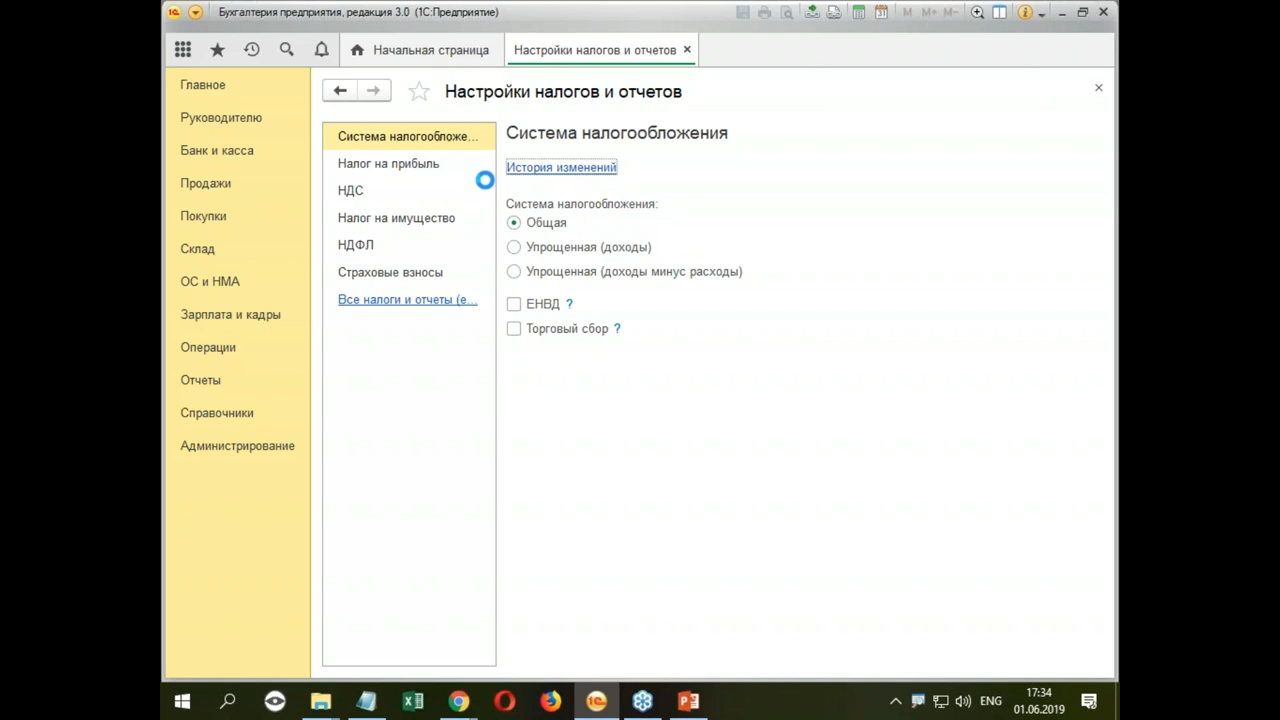 Бухгалтерия предприятия, редакция 3.0 (1С:Предприятие)
M M+ M-
Начальная страница
Настройки налогов и отчетов ×
Главное
Руководителю
Банк и касса
Продажи
Покупки
Склад
ОС и НМА
Зарплата и кадры
Операции
Отчеты
Справочники
Администрирование
Настройки налогов и отчетов
Система налогообложе...
Налог на прибыль
НДС
Налог на имущество
НДФЛ
Страховые взносы
Все налоги и отчеты (е...
Система налогообложения
История изменений
Система налогообложения:
Общая
Упрощенная (доходы)
Упрощенная (доходы минус расходы)
ЕНВД ?
Торговый сбор ?
ENG
17:34
01.06.2019